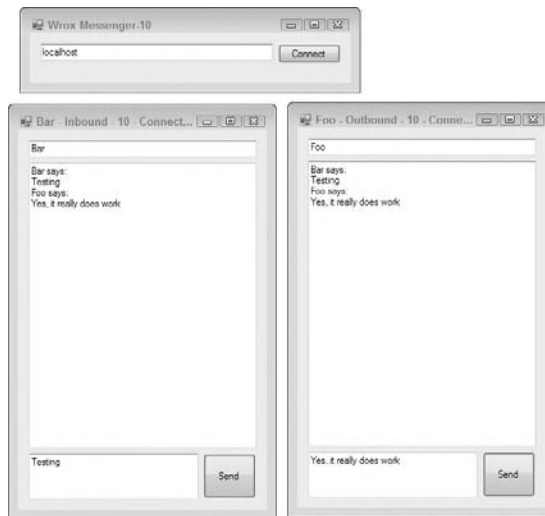 Wrox Messenger-10
localhost
Connect
Bar - Inbound - 10 - Connect...
Bar
Bar says:
Testing
Foo says:
Yes, it really does work
Testing
Send
Foo - Outbound - 10 - Conne...
Foo
Bar says:
Testing
Foo says:
Yes, it really does work
Yes, it really does work
Send